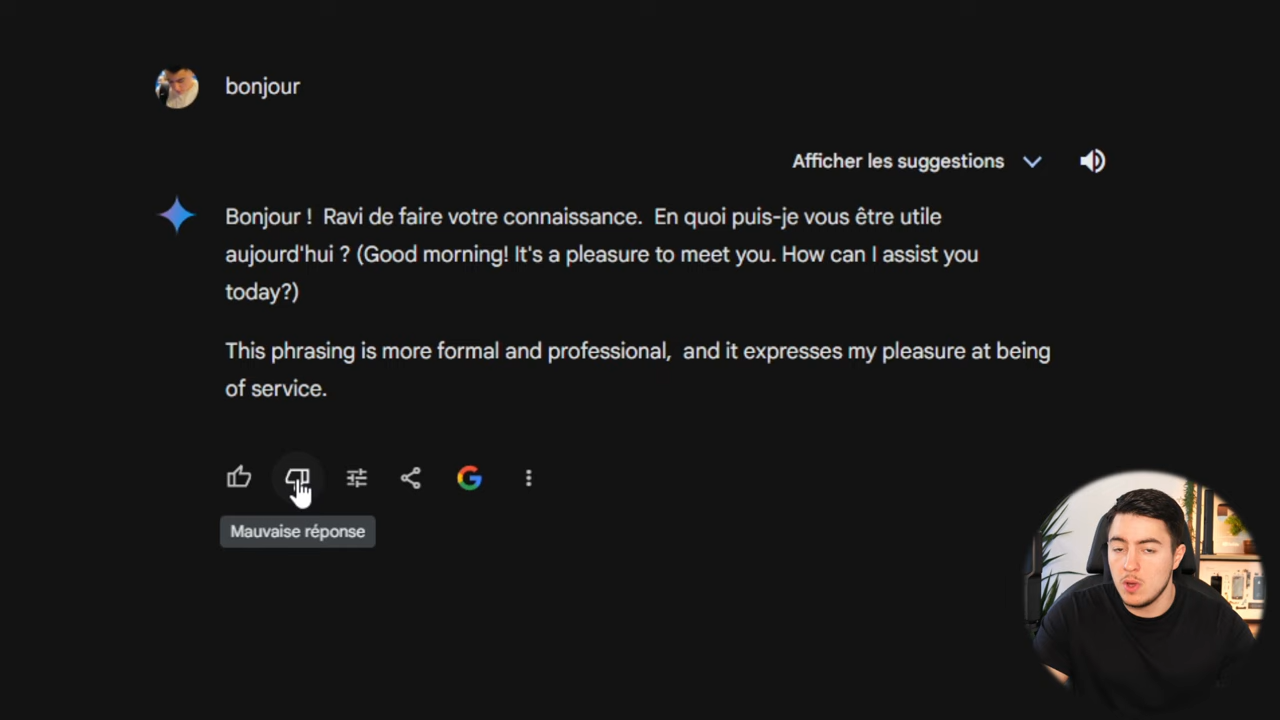 bonjour
Afficher les suggestions
Bonjour ! Ravi de faire votre connaissance. En quoi puis-je vous être utile
aujourd'hui ? (Good morning! It's a pleasure to meet you. How can I assist you
today?)
This phrasing is more formal and professional, and it expresses my pleasure at being
of service.
Mauvaise réponse